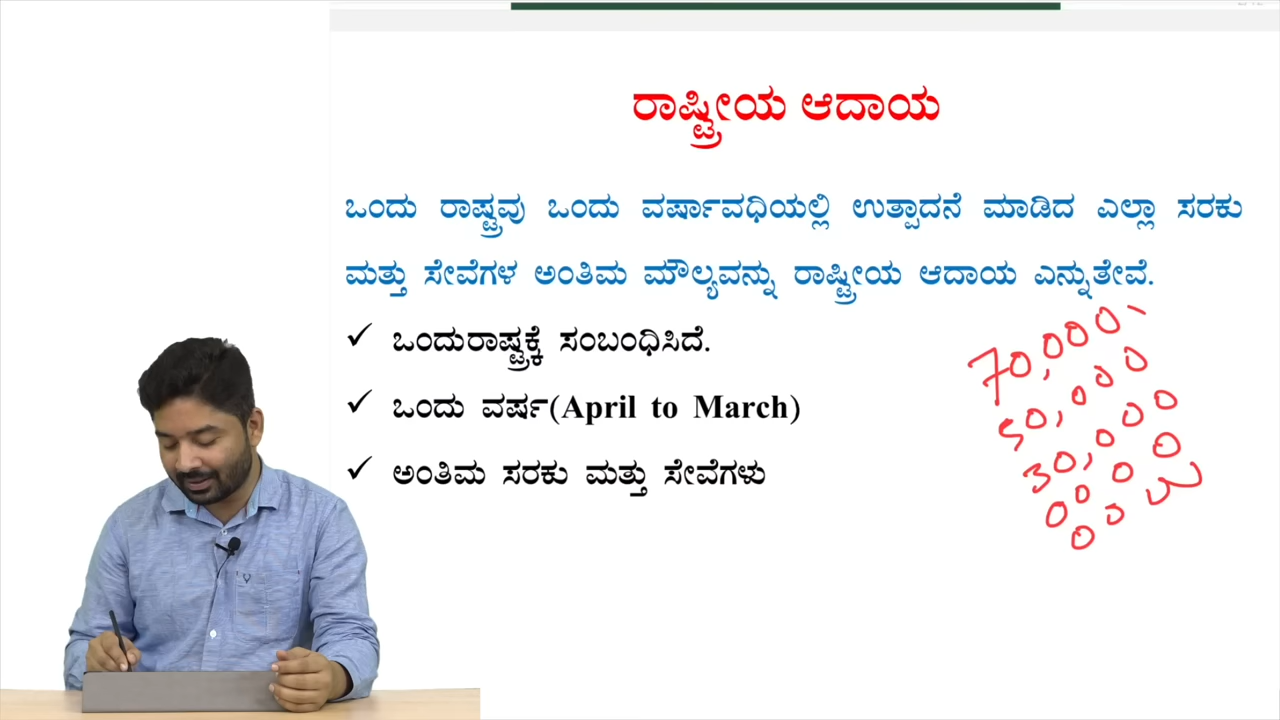 ರಾಷ್ಟ್ರೀಯ ಆದಾಯ
ಒಂದು ರಾಷ್ಟ್ರವು ಒಂದು ವರ್ಷಾವಧಿಯಲ್ಲಿ ಉತ್ಪಾದನೆ ಮಾಡಿದ ಎಲ್ಲಾ ಸರಕು
ಮತ್ತು ಸೇವೆಗಳ ಅಂತಿಮ ಮೌಲ್ಯವನ್ನು ರಾಷ್ಟ್ರೀಯ ಆದಾಯ ಎನ್ನುತೇವೆ.
✓ ಒಂದುರಾಷ್ಟ್ರಕ್ಕೆ ಸಂಬಂಧಿಸಿದೆ.
✓ ಒಂದು ವರ್ಷ(April to March)
✓ ಅಂತಿಮ ಸರಕು ಮತ್ತು ಸೇವೆಗಳು
70,000
50,000
30,000